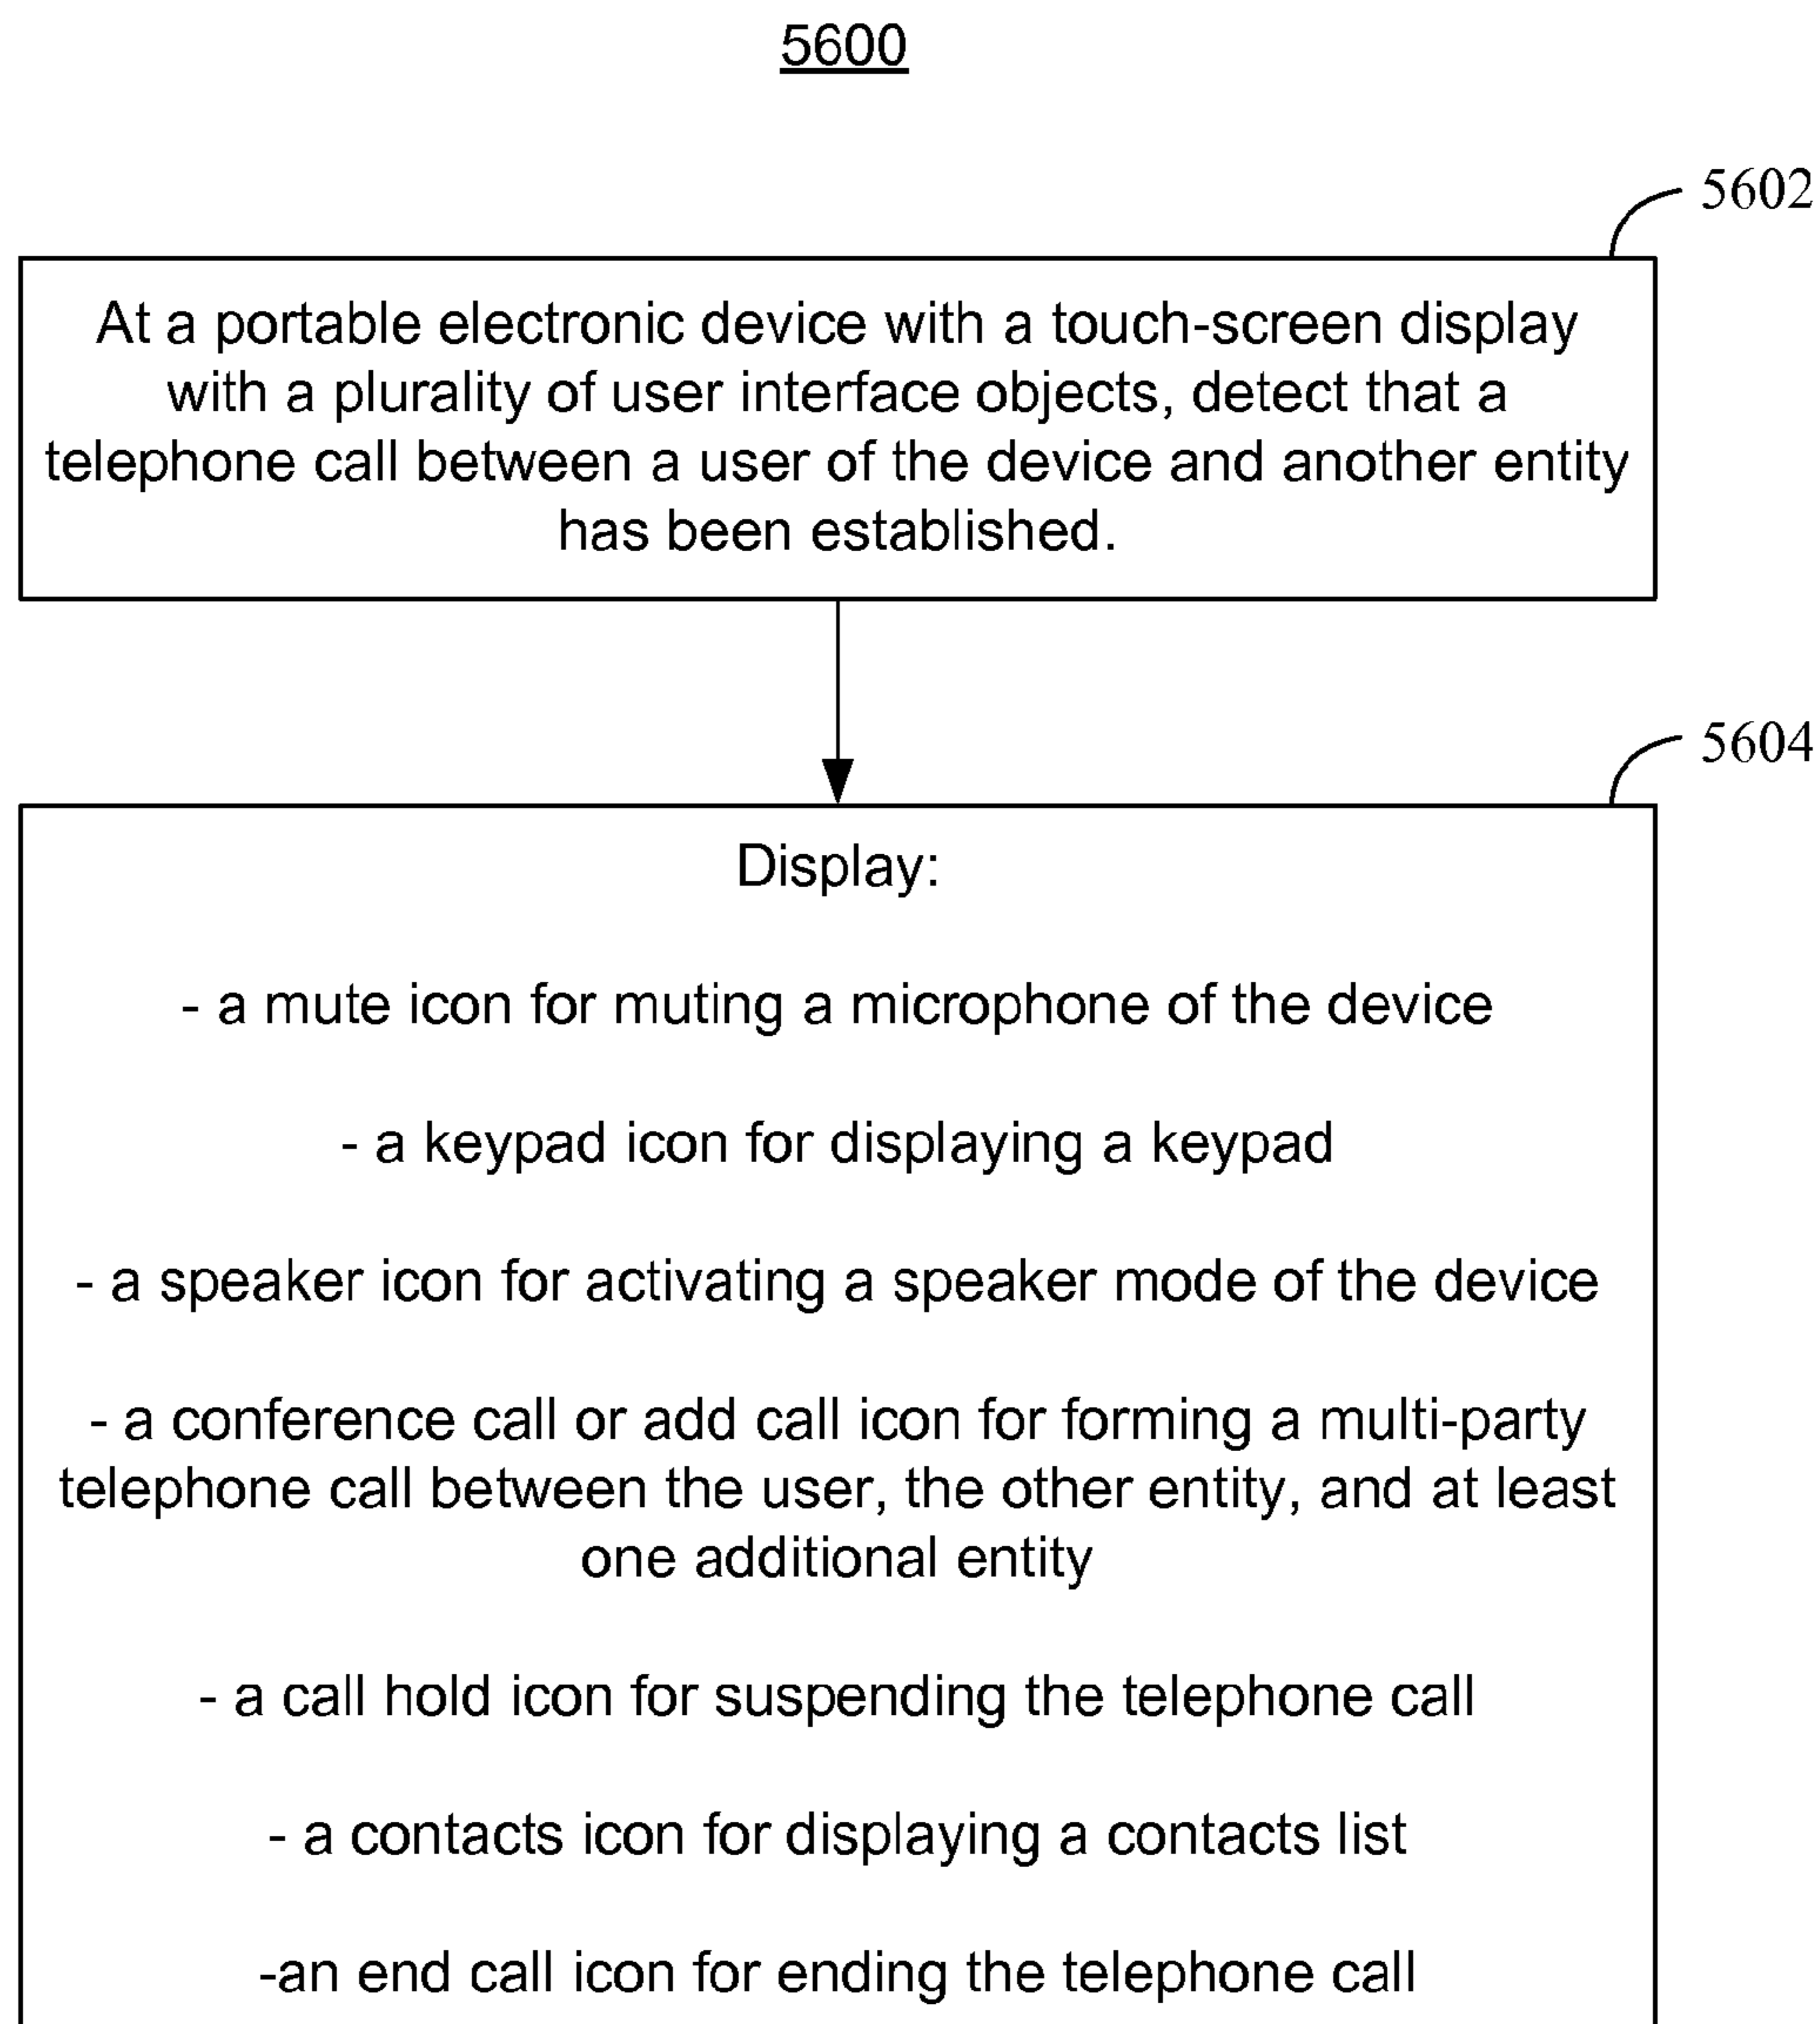 5600
5602
At a portable electronic device with a touch-screen display
with a plurality of user interface objects, detect that a
telephone call between a user of the device and another entity
has been established.
5604
Display:
- a mute icon for muting a microphone of the device
- a keypad icon for displaying a keypad
- a speaker icon for activating a speaker mode of the device
- a conference call or add call icon for forming a multi-party
telephone call between the user, the other entity, and at least
one additional entity
- a call hold icon for suspending the telephone call
- a contacts icon for displaying a contacts list
-an end call icon for ending the telephone call